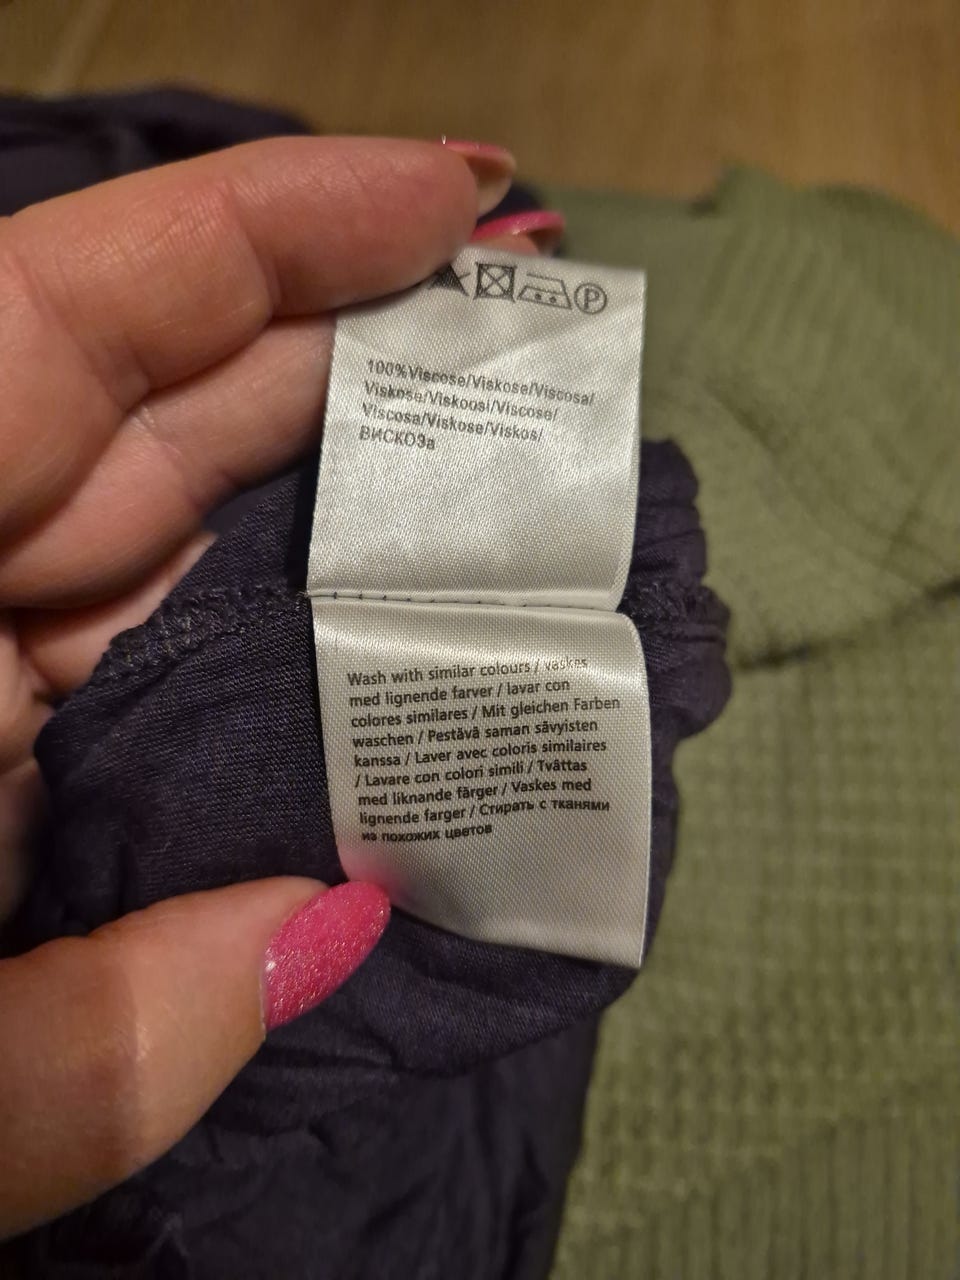 P
100%Viscose/Viskose/Viscosa/
Viskose/Viskoosi/Viscose/
Viscosa/Viskose/Viskos/
ВИСКОЗа
Wash with similar colours / vaskes
med lignende farver / lavar con
colores similares / Mit gleichen Farben
waschen / Pestävä saman sävyisten
kanssa / Laver avec coloris similaires
/ Lavare con colori simili / Tvättas
med liknande färger / Vaskes med
lignende farger / Стирать с тканями
из похожих цветов